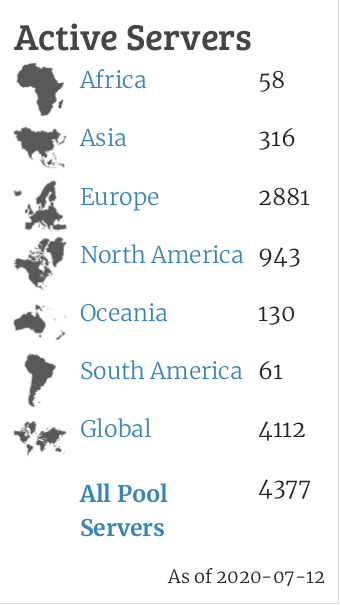 Active Servers
Africa 58
Asia 316
Europe 2881
North America 943
Oceania 130
South America 61
Global 4112
All Pool 4377
Servers
As of 2020-07-12